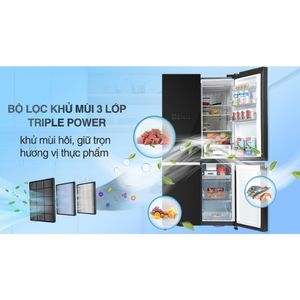 BỘ LỌC KHỬ MÙI 3 LỚP
TRIPLE POWER
khử mùi hôi, giữ trọn
hương vị thực phẩm